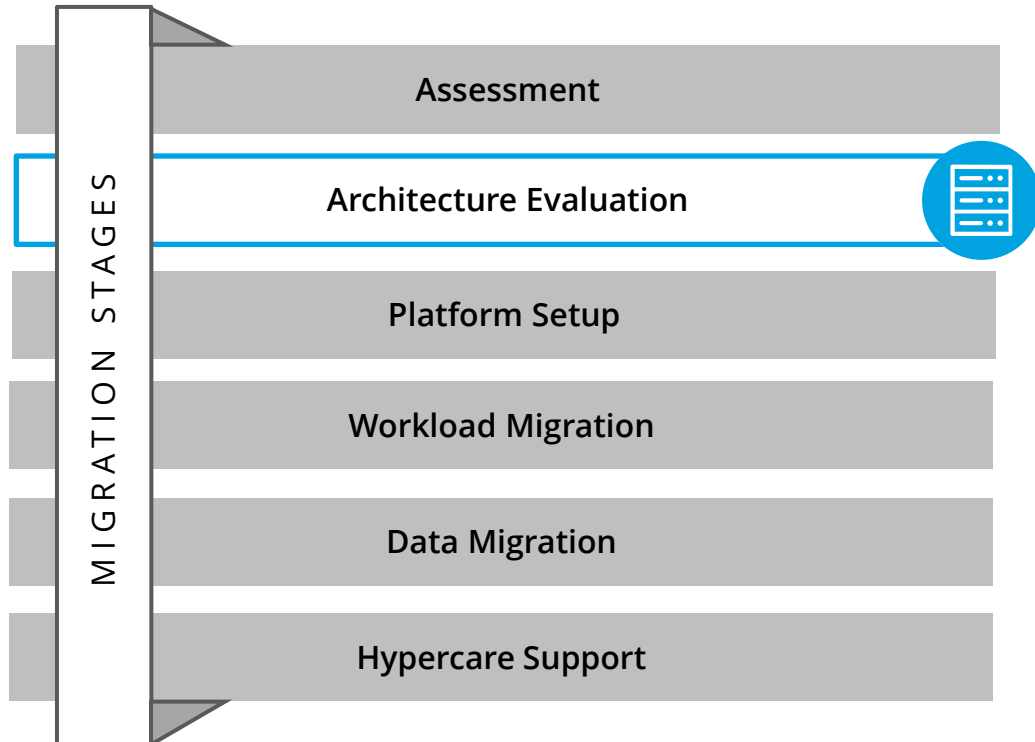 MIGRATION STAGES
Assessment
Architecture Evaluation
Platform Setup
Workload Migration
Data Migration
Hypercare Support